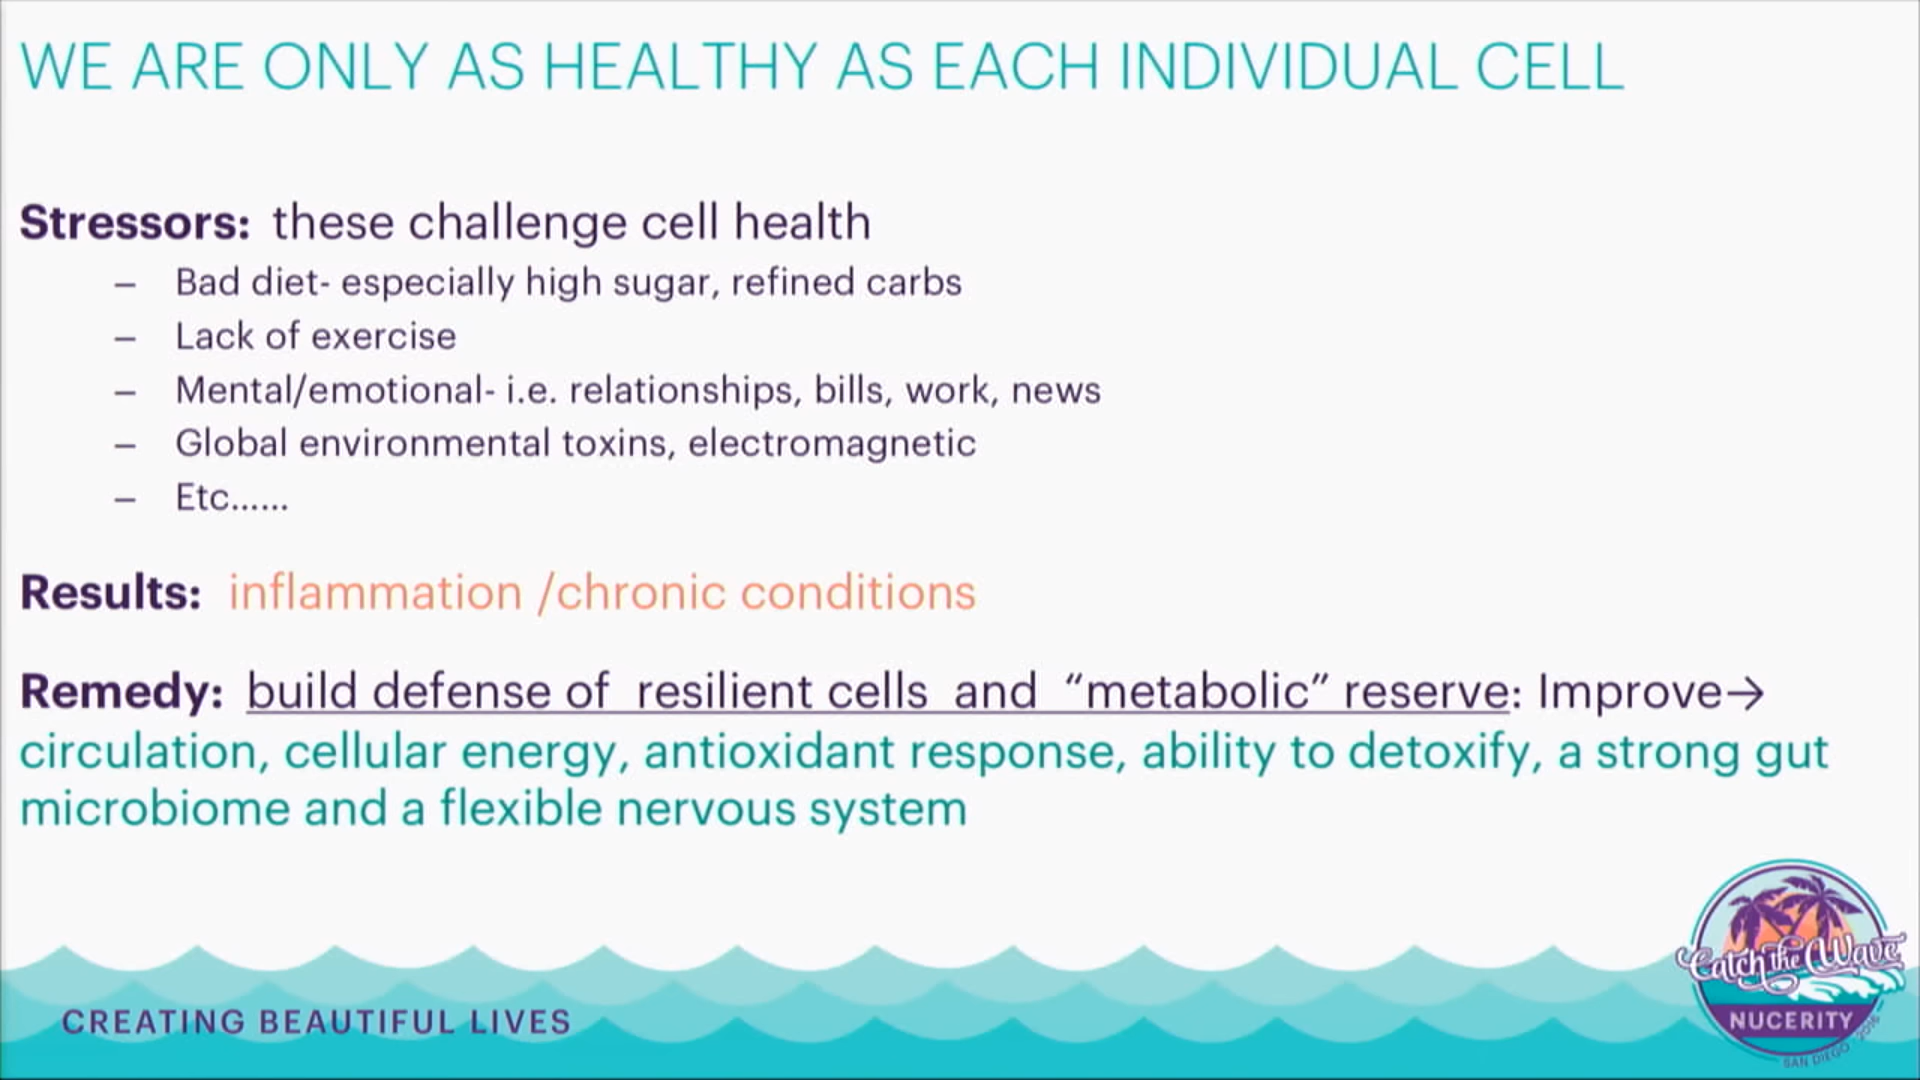 WE ARE ONLY AS HEALTHY AS EACH INDIVIDUAL CELL
Stressors: these challenge cell health
– Bad diet- especially high sugar, refined carbs
– Lack of exercise
– Mental/emotional- i.e. relationships, bills, work, news
– Global environmental toxins, electromagnetic
– Etc......
Results: inflammation /chronic conditions
Remedy: build defense of resilient cells and “metabolic” reserve: Improve→
circulation, cellular energy, antioxidant response, ability to detoxify, a strong gut
microbiome and a flexible nervous system
Catch the Wave
NUCERITY
SAN DIEGO 2016
CREATING BEAUTIFUL LIVES